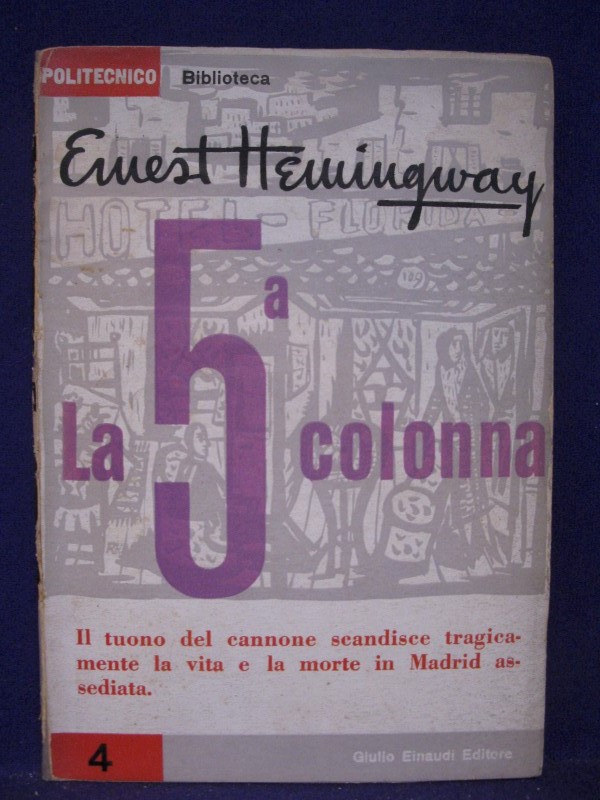 POLITECNICO Biblioteca
Ernest Hemingway
HOTEL-FLORIDA-
109
La 5a colonna
Il tuono del cannone scandisce tragica-
mente la vita e la morte in Madrid as-
sediata.
4 Giulio Einaudi Editore